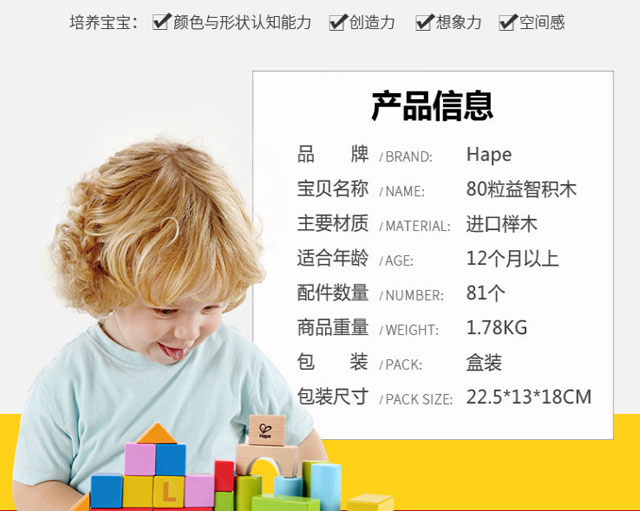 培养宝宝: 颜色与形状认知能力 创造力 想象力 空间感
产品信息
品 牌 / BRAND: Hape
宝贝名称 / NAME: 80粒益智积木
主要材质 / MATERIAL: 进口榉木
适合年龄 / AGE: 12个月以上
配件数量 / NUMBER: 81个
商品重量 / WEIGHT: 1.78KG
包 装 / PACK: 盒装
包装尺寸 / PACK SIZE: 22.5*13*18CM
Hape
L